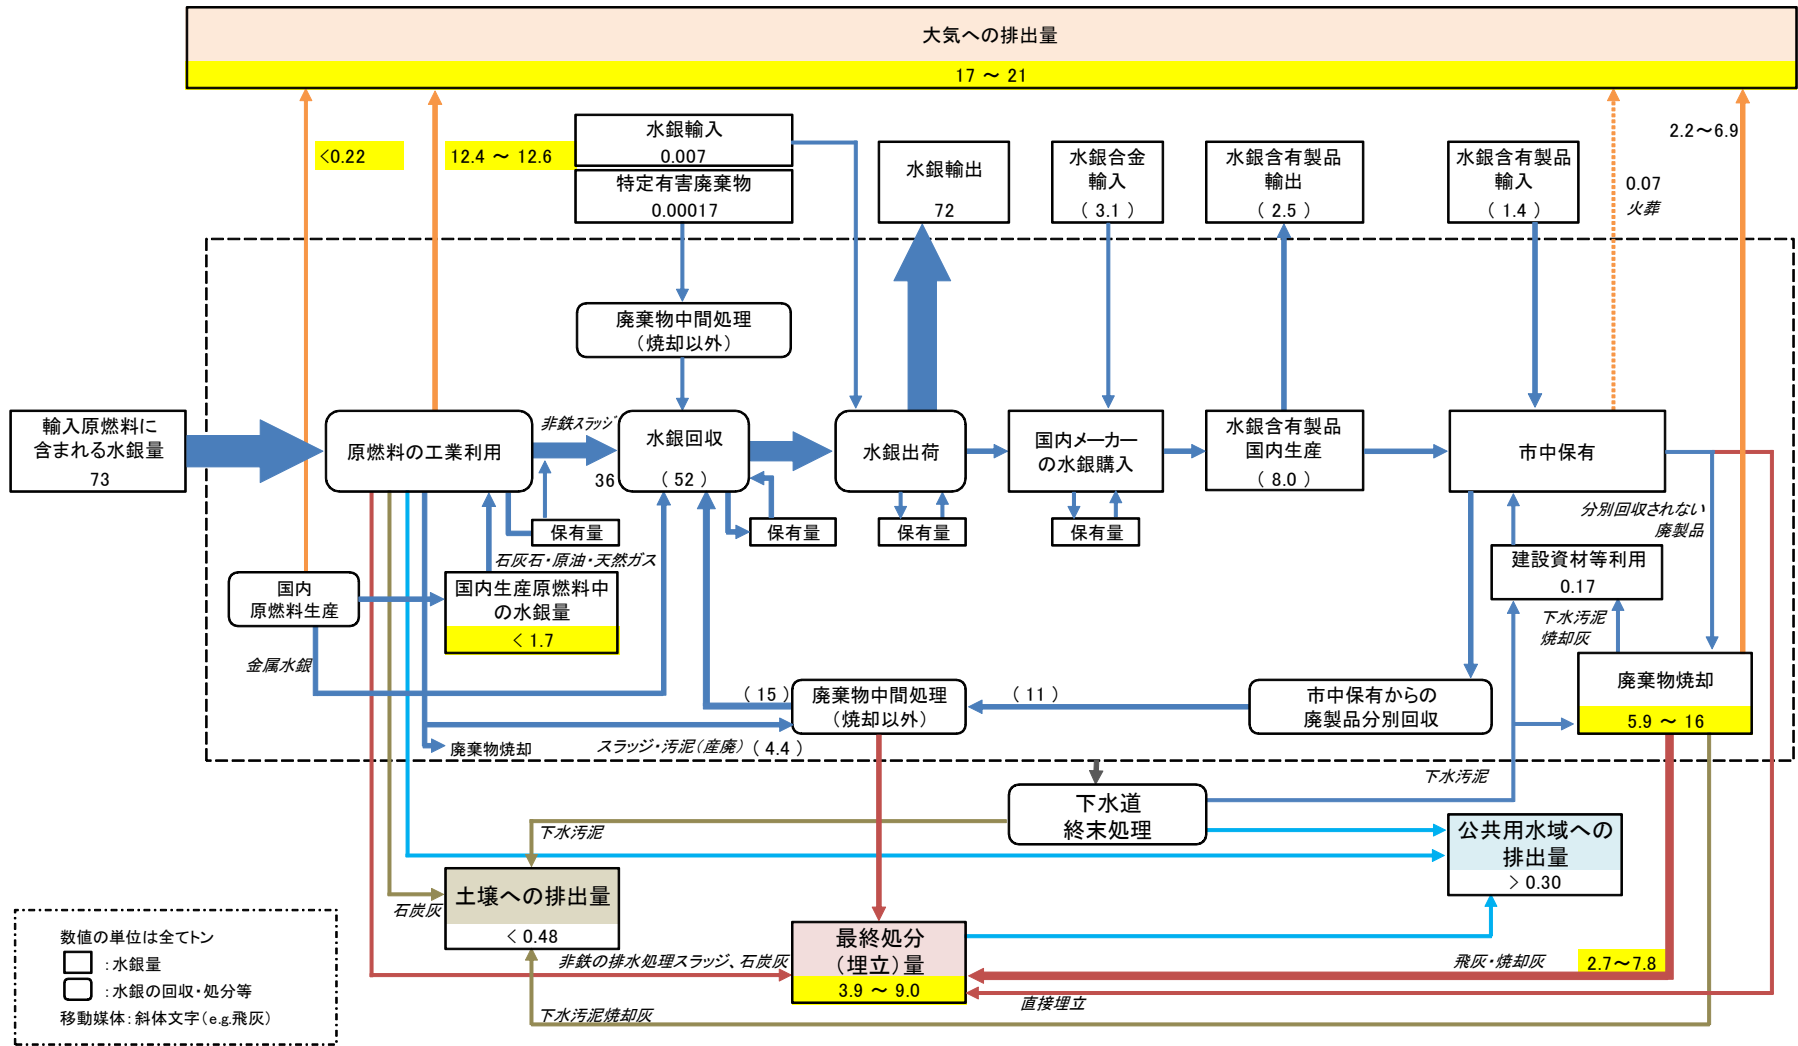 大気への排出量
17 ～ 21
<0.22
12.4 ～ 12.6
水銀輸入
0.007
特定有害廃棄物
0.00017
水銀輸出
72
水銀合金
輸入
（ 3.1 ）
水銀含有製品
輸出
（ 2.5 ）
水銀含有製品
輸入
（ 1.4 ）
0.07
火葬
2.2～6.9
廃棄物中間処理
（焼却以外）
輸入原燃料に
含まれる水銀量
73
原燃料の工業利用
非鉄スラッジ
36
水銀回収
（ 52 ）
水銀出荷
国内メーカー
の水銀購入
水銀含有製品
国内生産
（ 8.0 ）
市中保有
保有量
保有量
保有量
保有量
分別回収されない
廃製品
石灰石・原油・天然ガス
国内
原燃料生産
国内生産原燃料中
の水銀量
< 1.7
建設資材等利用
0.17
下水汚泥
焼却灰
金属水銀
（ 15 ）
廃棄物中間処理
（焼却以外）
（ 11 ）
市中保有からの
廃製品分別回収
廃棄物焼却
5.9 ～ 16
廃棄物焼却
スラッジ・汚泥（産廃）（ 4.4 ）
下水汚泥
下水道
終末処理
下水汚泥
公共用水域への
排出量
> 0.30
土壌への排出量
< 0.48
石炭灰
最終処分
（埋立）量
3.9 ～ 9.0
非鉄の排水処理スラッジ、石炭灰
飛灰・焼却灰
2.7～7.8
直接埋立
下水汚泥焼却灰
数値の単位は全てトン
：水銀量
：水銀の回収・処分等
移動媒体：斜体文字（e.g.飛灰）